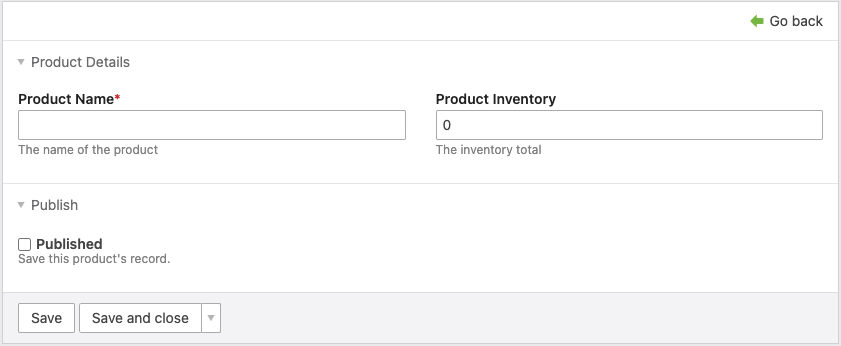 Go back
Product Details
Product Name* Product Inventory
0
The name of the product The inventory total
Publish
Published
Save this product's record.
Save Save and close